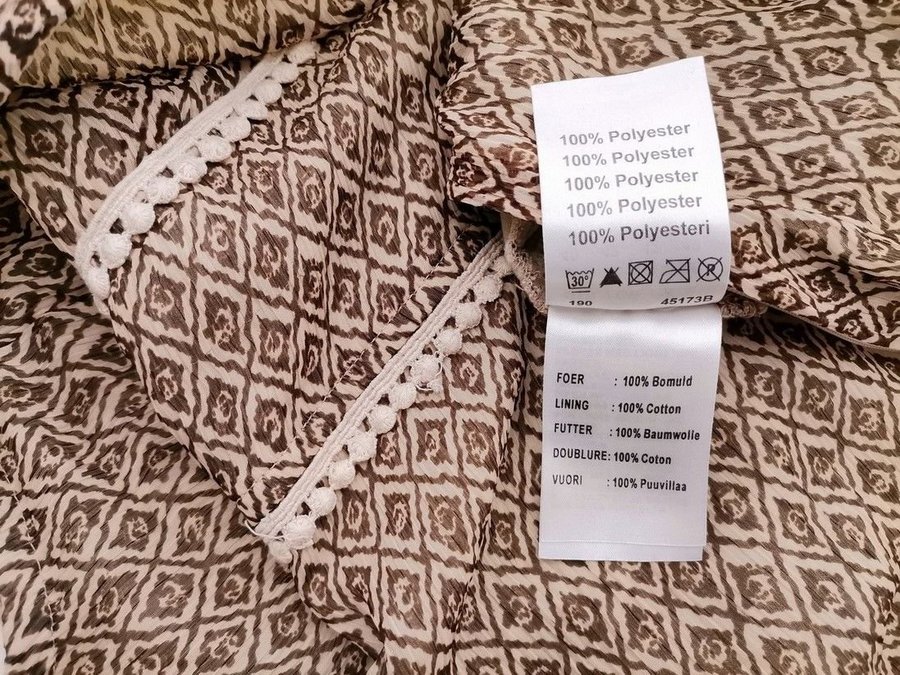 100% Polyester
100% Polyester
100% Polyester
100% Polyester
100% Polyesteri
30°
190 45173B
FOER : 100% Bomuld
LINING : 100% Cotton
FUTTER : 100% Baumwolle
DOUBLURE: 100% Coton
VUORI : 100% Puuvillaa